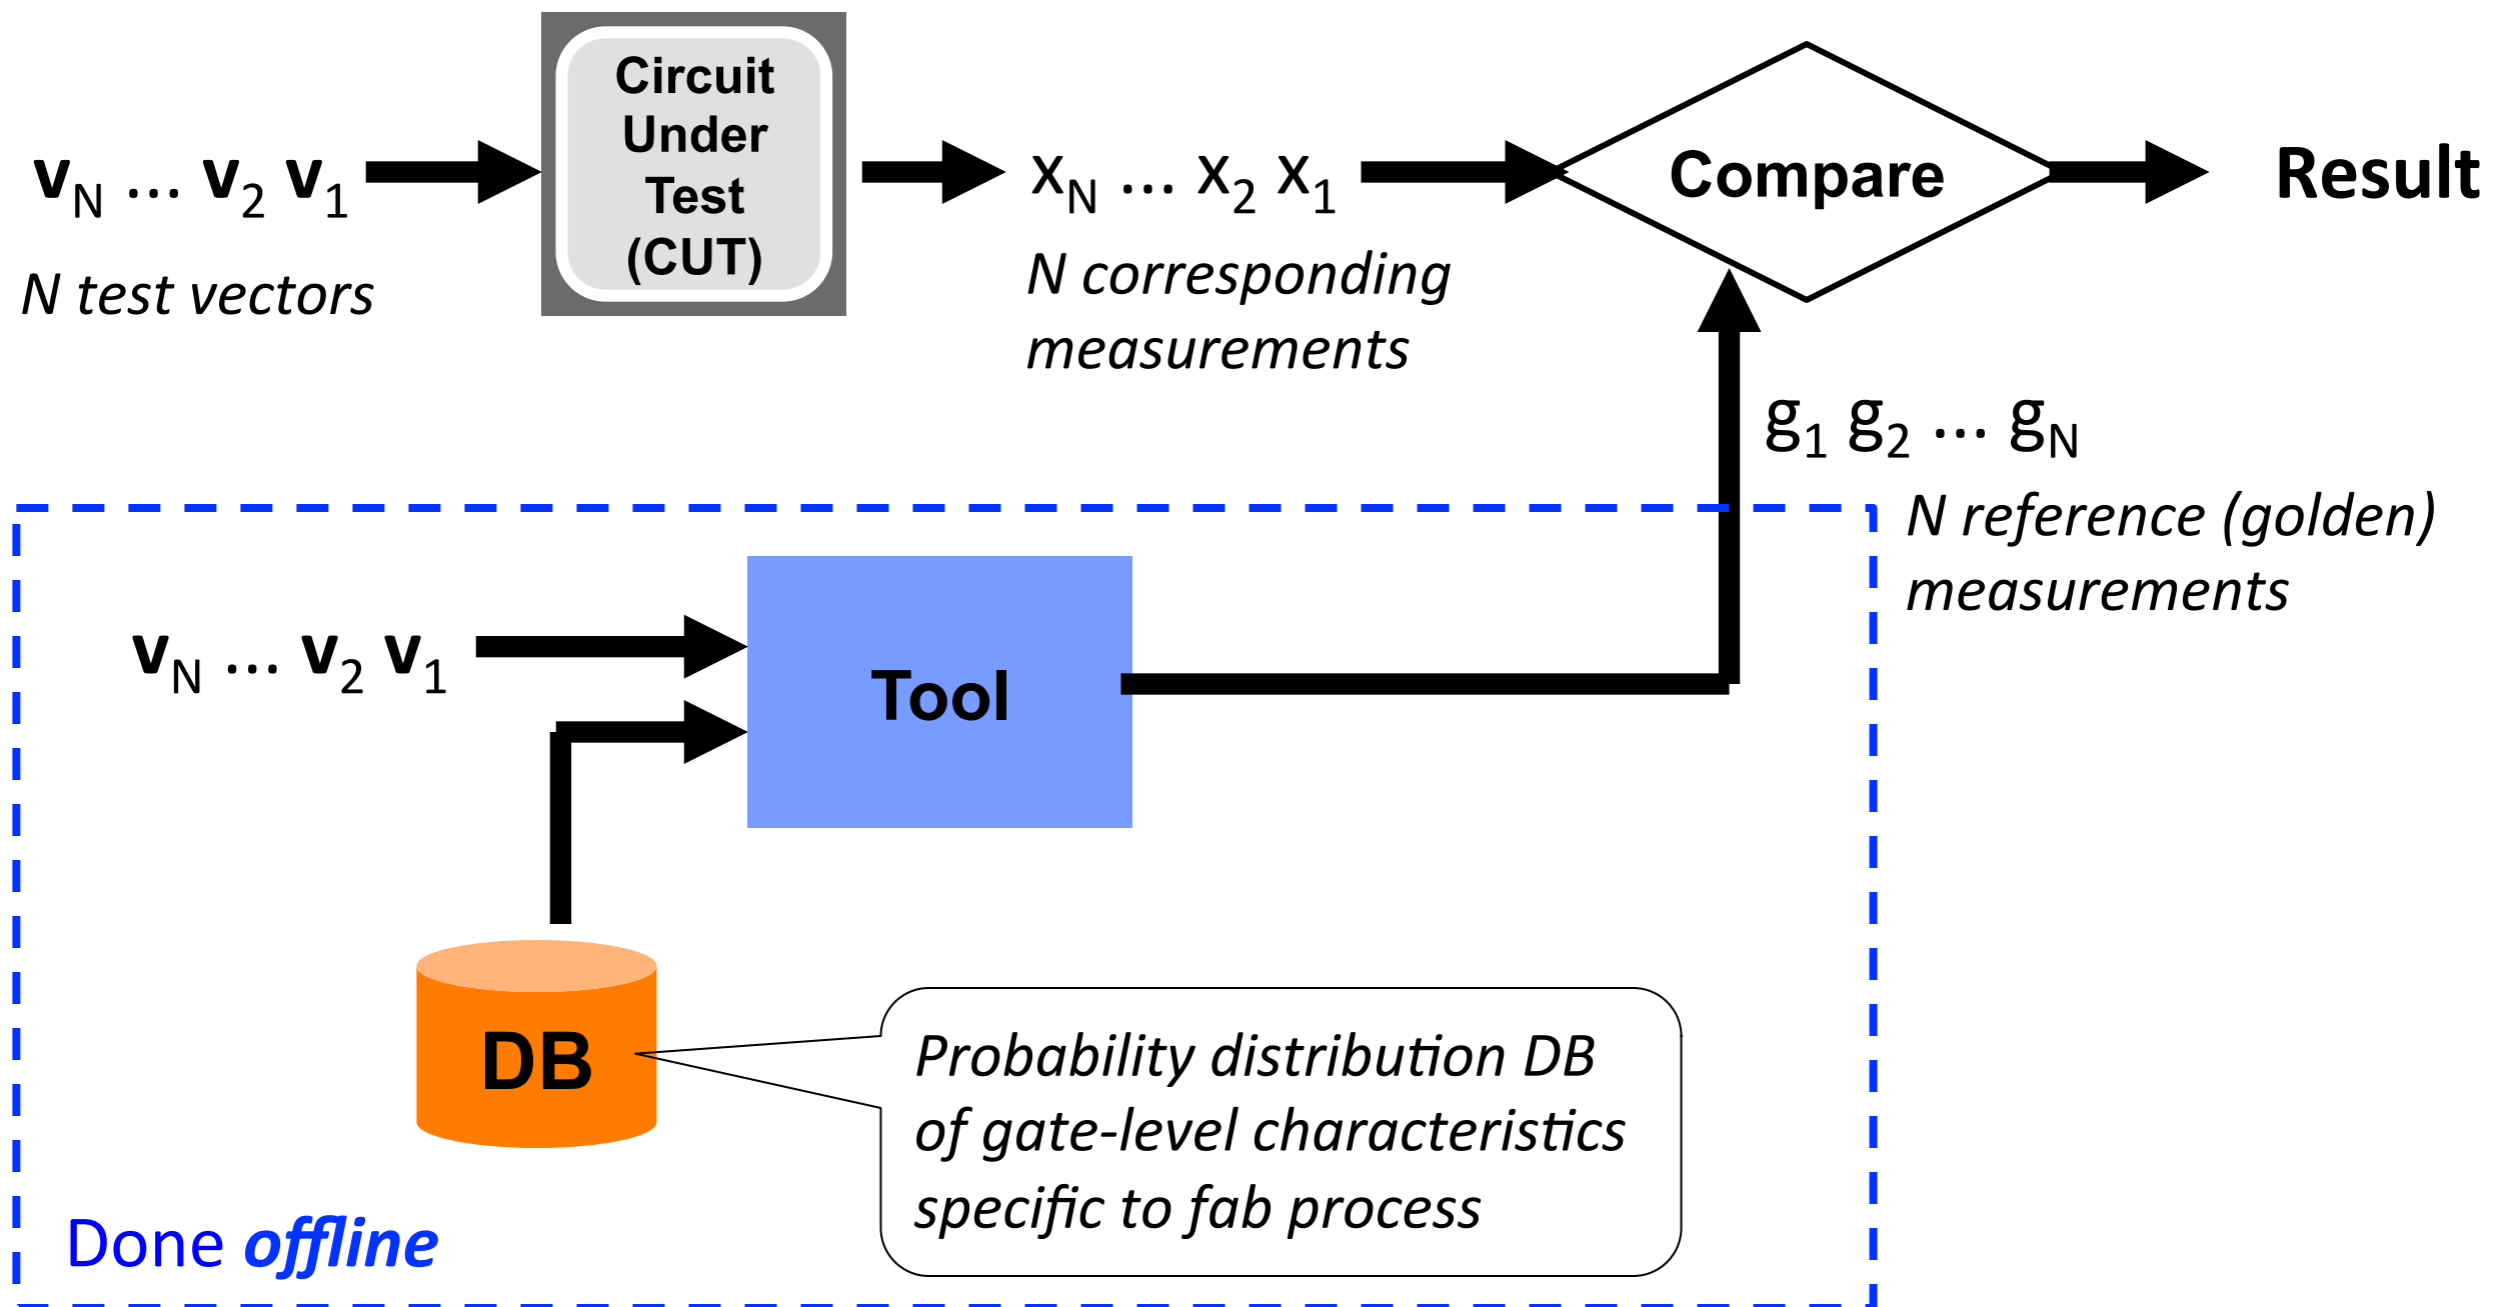 Circuit
Under
Test
(CUT)
vN ... v2 v1
xN ... x2 x1
Compare
Result
N test vectors
N corresponding
measurements
g1 g2 ... gN
N reference (golden)
measurements
vN ... v2 v1
Tool
DB
Probability distribution DB
of gate-level characteristics
specific to fab process
Done offline